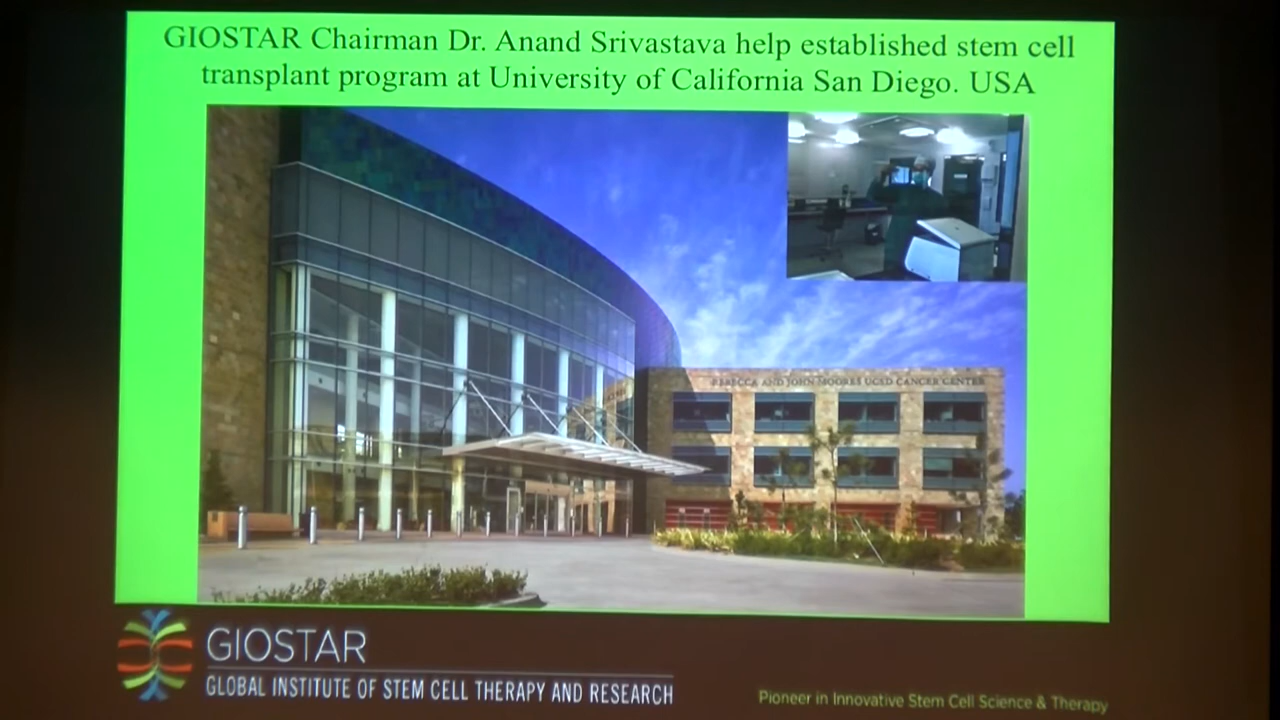 GIOSTAR Chairman Dr. Anand Srivastava help established stem cell
transplant program at University of California San Diego. USA
REBECCA AND JOHN MOORES UCSD CANCER CENTER
GIOSTAR
GLOBAL INSTITUTE OF STEM CELL THERAPY AND RESEARCH
Pioneer in Innovative Stem Cell Science & Therapy